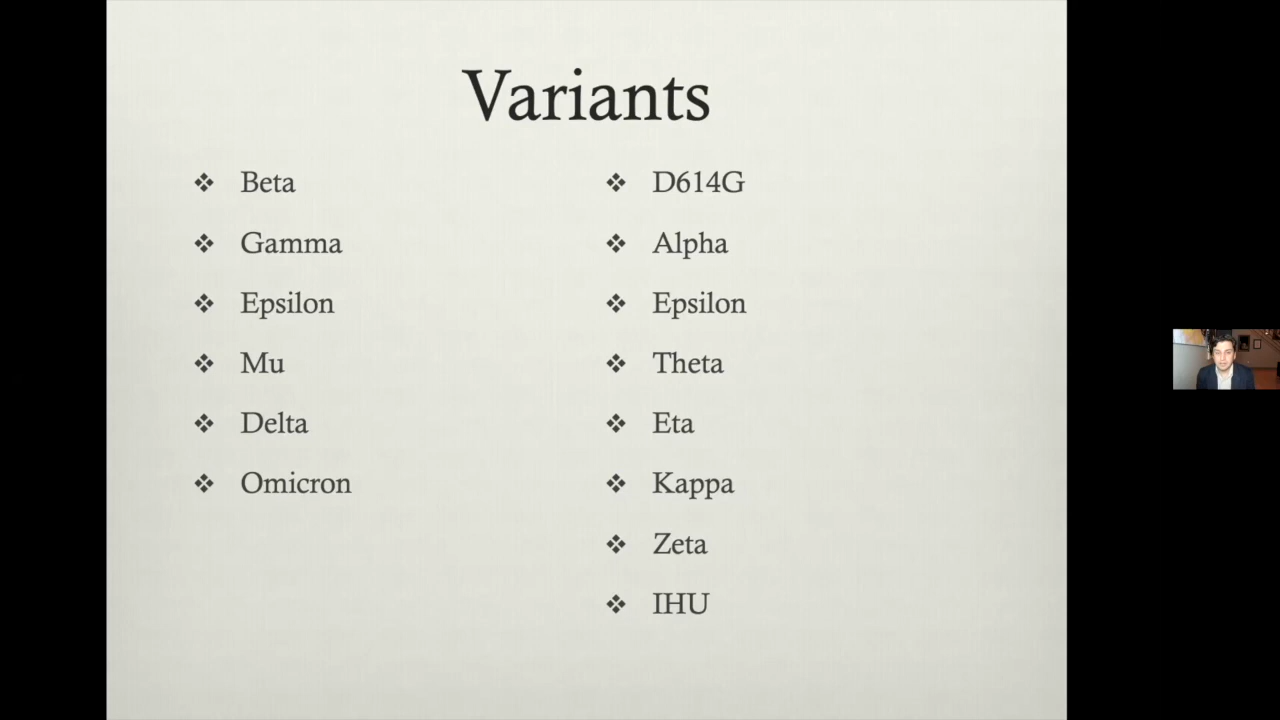 Variants
❖ Beta
❖ Gamma
❖ Epsilon
❖ Mu
❖ Delta
❖ Omicron
❖ D614G
❖ Alpha
❖ Epsilon
❖ Theta
❖ Eta
❖ Kappa
❖ Zeta
❖ IHU